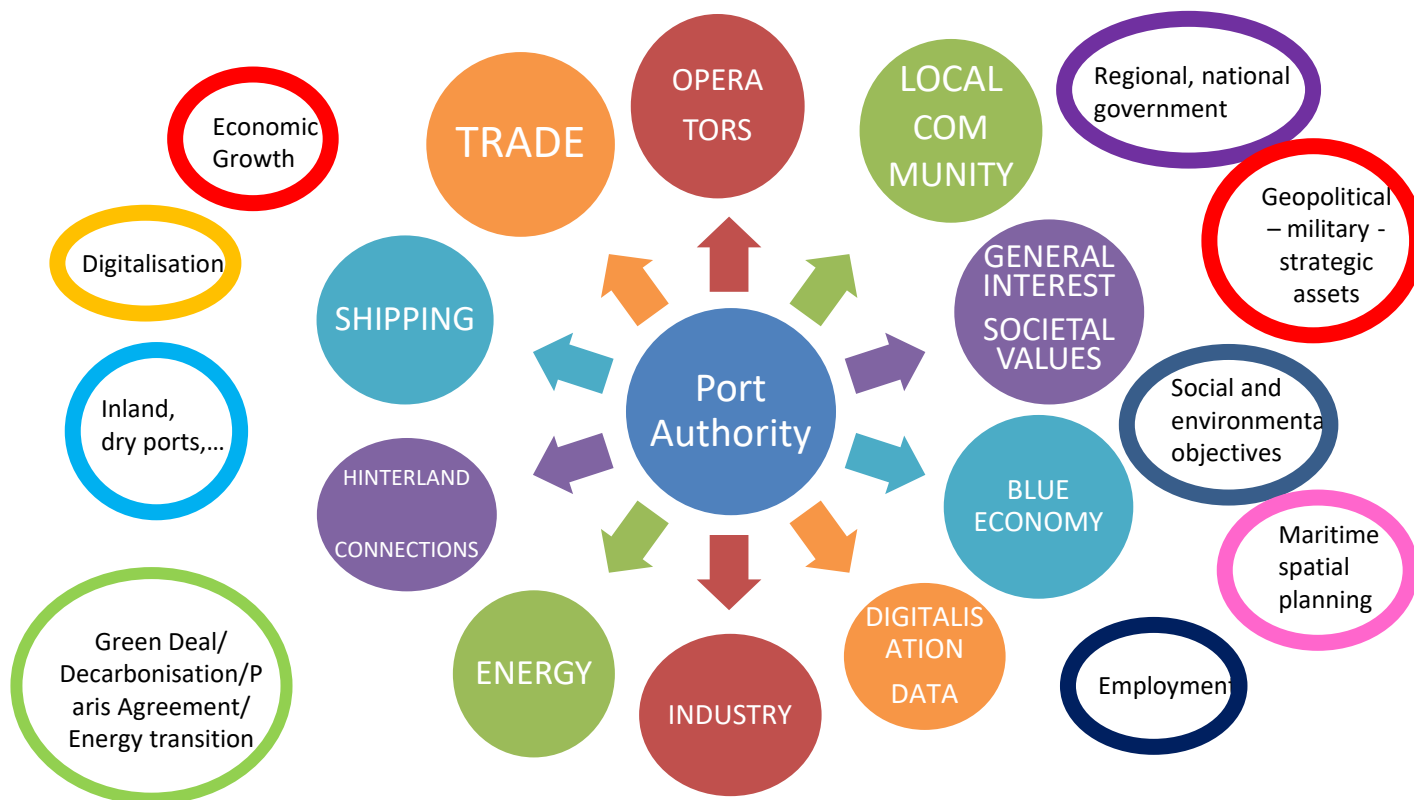 OPERA
TORS
LOCAL
COM
MUNITY
Regional, national
government
Economic
Growth
TRADE
Geopolitical
– military -
strategic
assets
Digitalisation
SHIPPING
GENERAL
INTEREST
SOCIETAL
VALUES
Port
Authority
Inland,
dry ports,...
Social and
environmenta
objectives
HINTERLAND
CONNECTIONS
BLUE
ECONOMY
Maritime
spatial
planning
Green Deal/
Decarbonisation/P
aris Agreement/
Energy transition
ENERGY
INDUSTRY
DIGITALIS
ATION
DATA
Employment